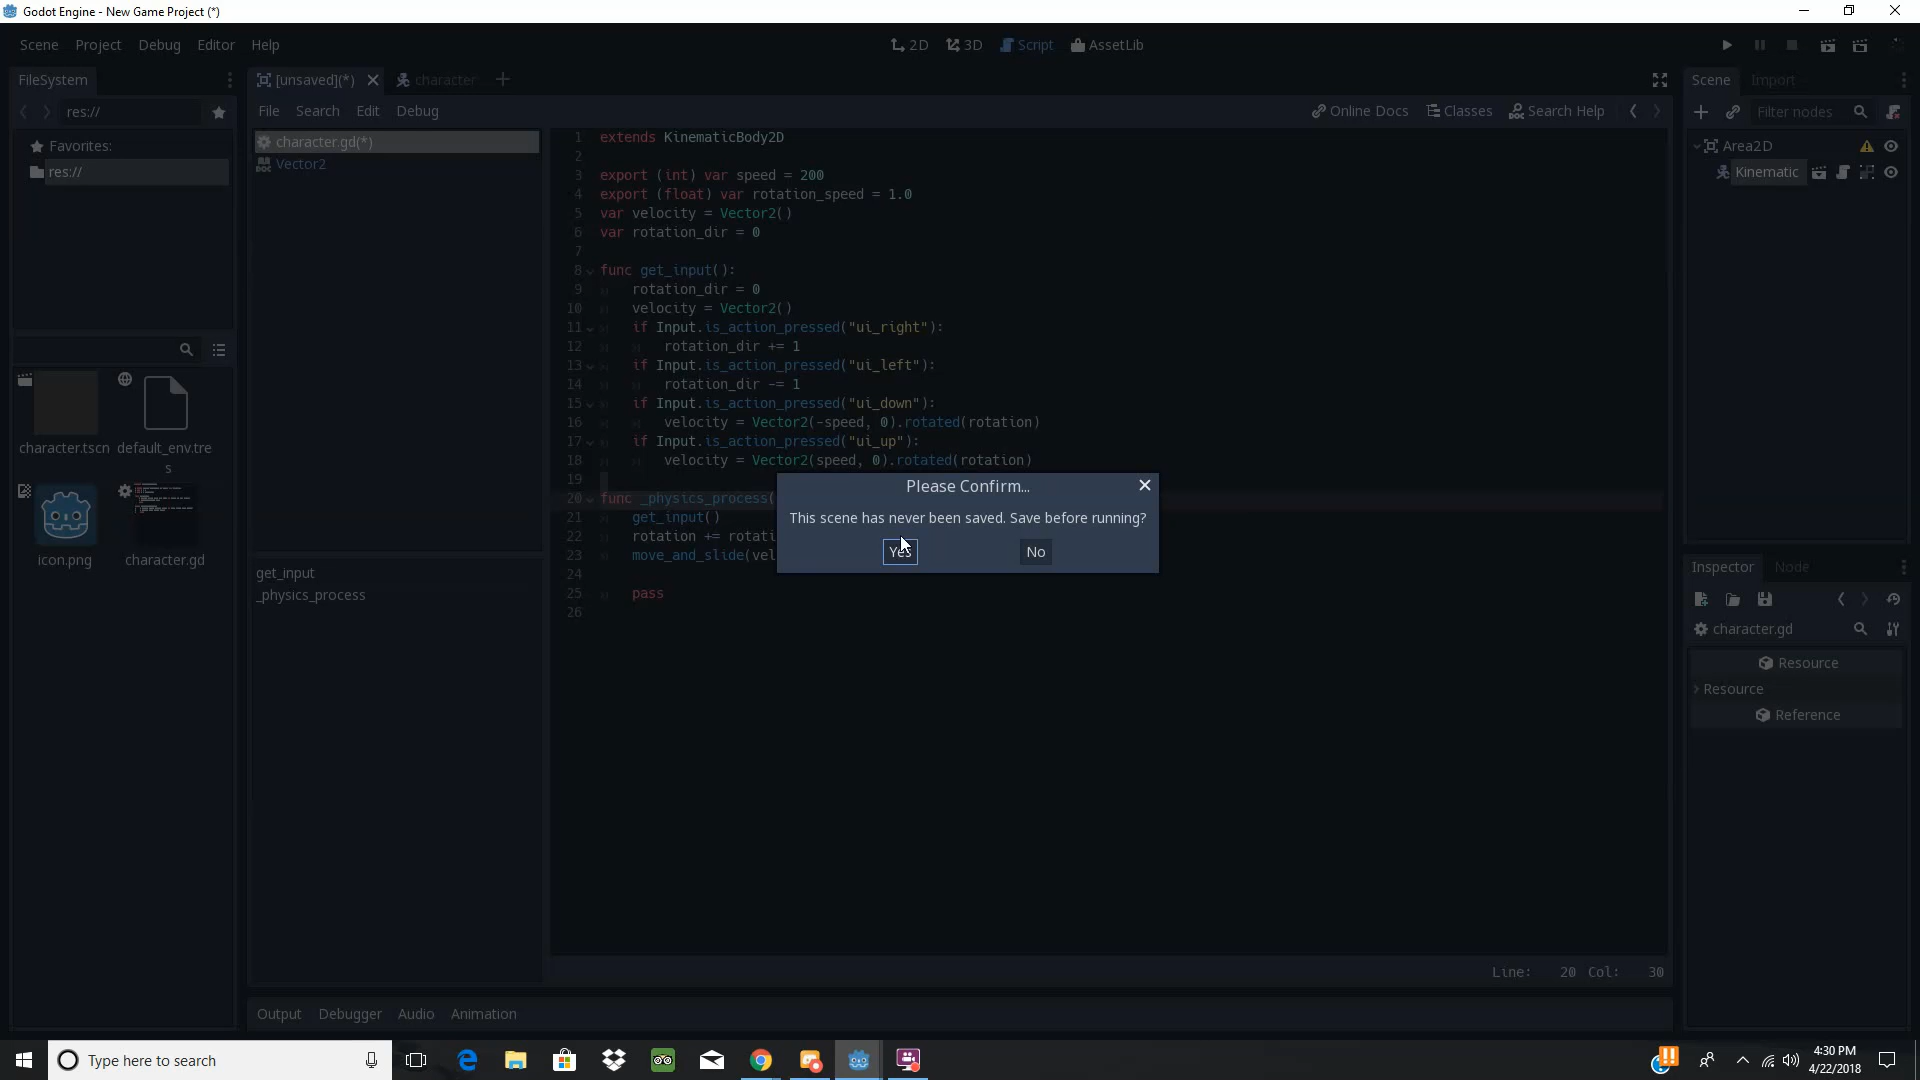 Godot Engine - New Game Project (*)
Scene Project Debug Editor Help
2D 3D Script AssetLib
FileSystem
[unsaved](*) character
Scene Import
res://
File Search Edit Debug
Online Docs Classes Search Help
Filter nodes
Favorites:
res://
character.gd(*)
Vector2
Area2D
Kinematic
1 extends KinematicBody2D
2
3 export (int) var speed = 200
4 export (float) var rotation_speed = 1.0
5 var velocity = Vector2()
6 var rotation_dir = 0
7
8 func get_input():
9 rotation_dir = 0
10 velocity = Vector2()
11 if Input.is_action_pressed("ui_right"):
12 rotation_dir += 1
13 if Input.is_action_pressed("ui_left"):
14 rotation_dir -= 1
15 if Input.is_action_pressed("ui_down"):
16 velocity = Vector2(-speed, 0).rotated(rotation)
17 if Input.is_action_pressed("ui_up"):
18 velocity = Vector2(speed, 0).rotated(rotation)
19
20 func _physics_process(
21 get_input()
22 rotation += rotati
23 move_and_slide(vel
24
25 pass
26
Please Confirm...
This scene has never been saved. Save before running?
Yes No
character.tscn
default_env.tre
s
icon.png
character.gd
get_input
_physics_process
Inspector Node
character.gd
Resource
Resource
Reference
Line: 20 Col: 30
Output Debugger Audio Animation
Type here to search
4:30 PM
4/22/2018